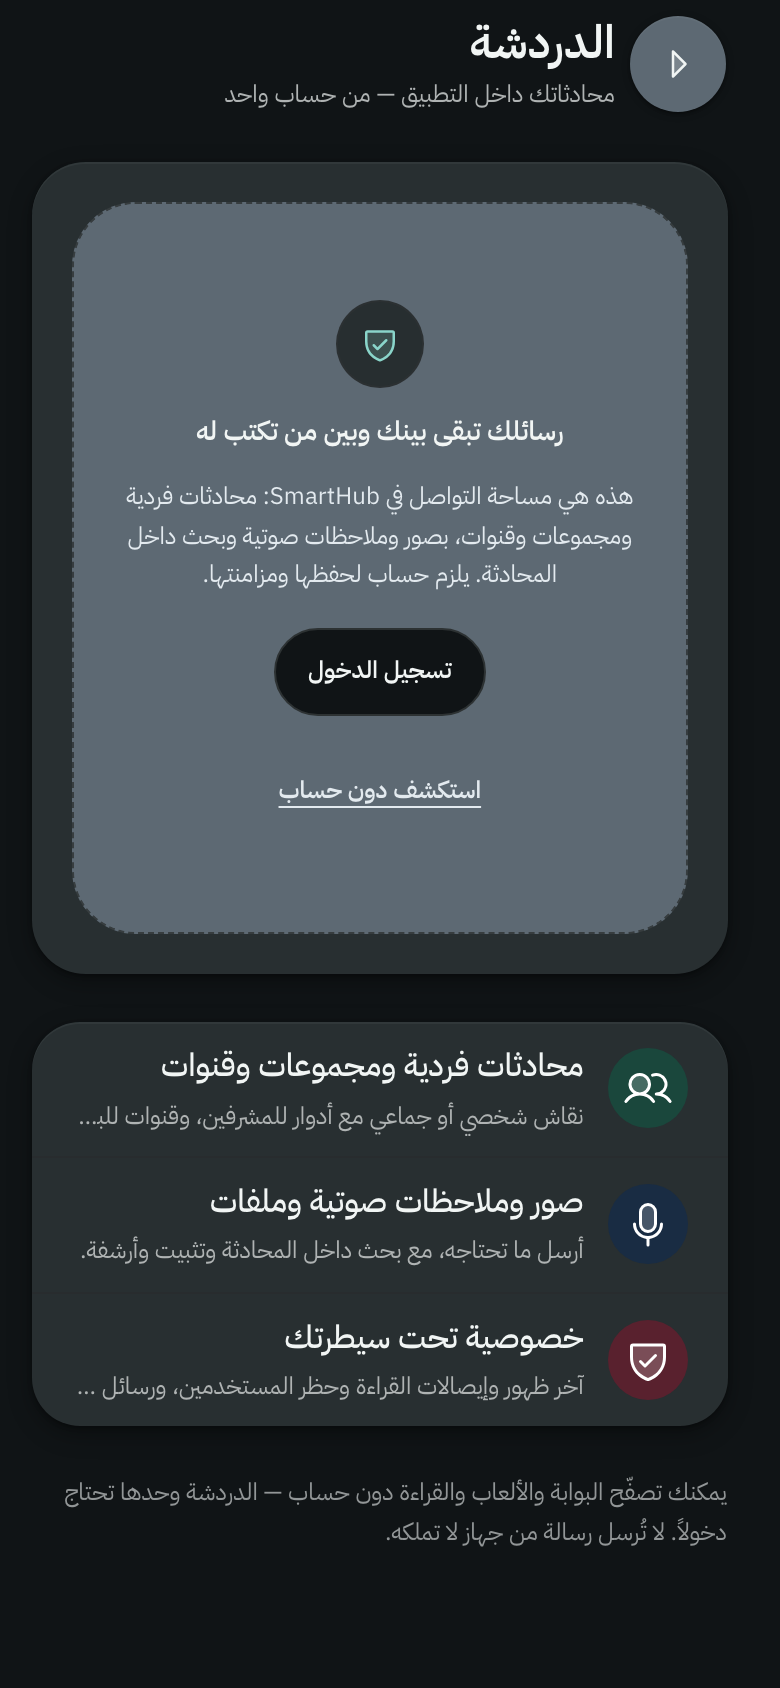 الدردشة
محادثاتك داخل التطبيق — من حساب واحد
رسائلك تبقى بينك وبين من تكتب له
هذه هي مساحة التواصل في SmartHub: محادثات فردية
ومجموعات وقنوات، بصور وملاحظات صوتية وبحث داخل
المحادثة. يلزم حساب لحفظها ومزامنتها.
تسجيل الدخول
استكشف دون حساب
محادثات فردية ومجموعات وقنوات
نقاش شخصي أو جماعي مع أدوار للمشرفين، وقنوات للبـ...
صور وملاحظات صوتية وملفات
أرسل ما تحتاجه، مع بحث داخل المحادثة وتثبيت وأرشفة.
خصوصية تحت سيطرتك
آخر ظهور وإيصالات القراءة وحظر المستخدمين، ورسائل ...
يمكنك تصفّح البوابة والألعاب والقراءة دون حساب — الدردشة وحدها تحتاج
دخولاً. لا تُرسل رسالة من جهاز لا تملكه.